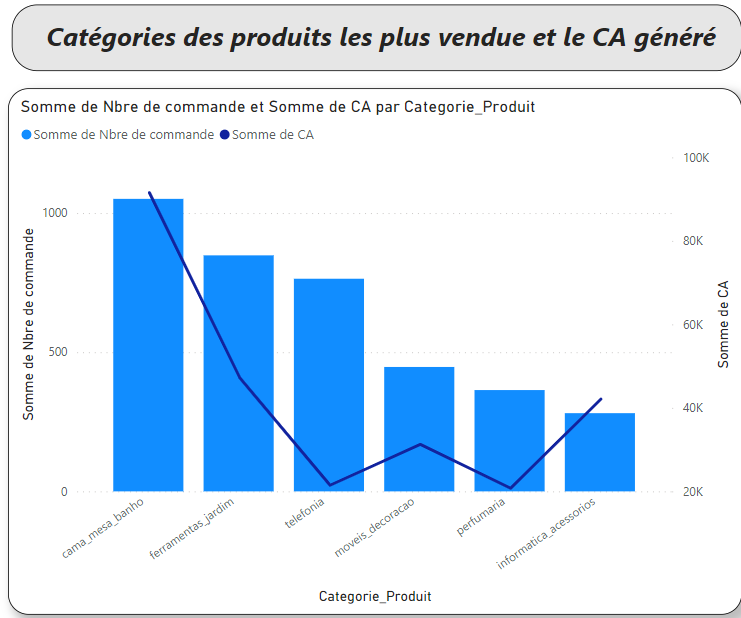 Catégories des produits les plus vendue et le CA généré
Somme de Nbre de commande et Somme de CA par Categorie_Produit
Somme de Nbre de commande Somme de CA
Somme de Nbre de commande
1000
500
0
100K
80K
60K
40K
20K
Somme de CA
cama_mesa_banho
ferramentas_jardim
telefonia
moveis_decoracao
perfumaria
informatica_acessorios
Categorie_Produit